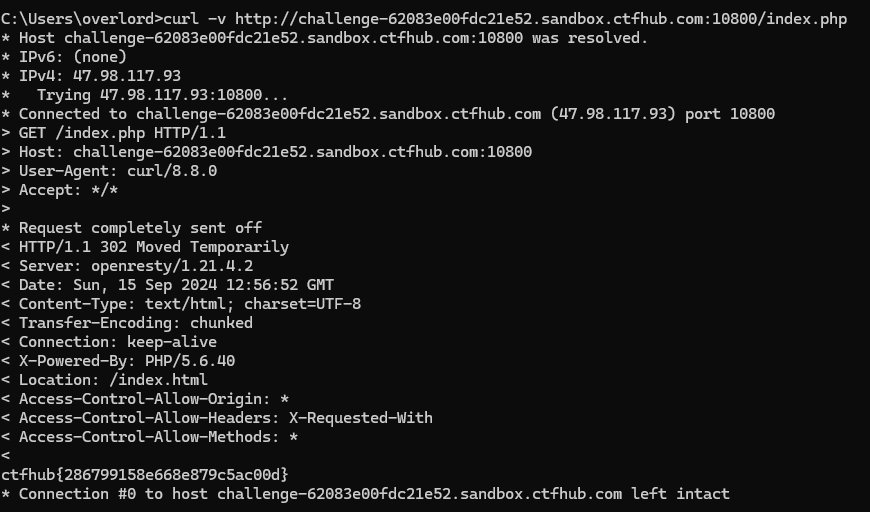 C:\Users\overlord>curl -v http://challenge-62083e00fdc21e52.sandbox.ctfhub.com:10800/index.php
* Host challenge-62083e00fdc21e52.sandbox.ctfhub.com:10800 was resolved.
* IPv6: (none)
* IPv4: 47.98.117.93
*   Trying 47.98.117.93:10800...
* Connected to challenge-62083e00fdc21e52.sandbox.ctfhub.com (47.98.117.93) port 10800
> GET /index.php HTTP/1.1
> Host: challenge-62083e00fdc21e52.sandbox.ctfhub.com:10800
> User-Agent: curl/8.8.0
> Accept: */*
>
* Request completely sent off
< HTTP/1.1 302 Moved Temporarily
< Server: openresty/1.21.4.2
< Date: Sun, 15 Sep 2024 12:56:52 GMT
< Content-Type: text/html; charset=UTF-8
< Transfer-Encoding: chunked
< Connection: keep-alive
< X-Powered-By: PHP/5.6.40
< Location: /index.html
< Access-Control-Allow-Origin: *
< Access-Control-Allow-Headers: X-Requested-With
< Access-Control-Allow-Methods: *
<
ctfhub{286799158e668e879c5ac00d}
* Connection #0 to host challenge-62083e00fdc21e52.sandbox.ctfhub.com left intact